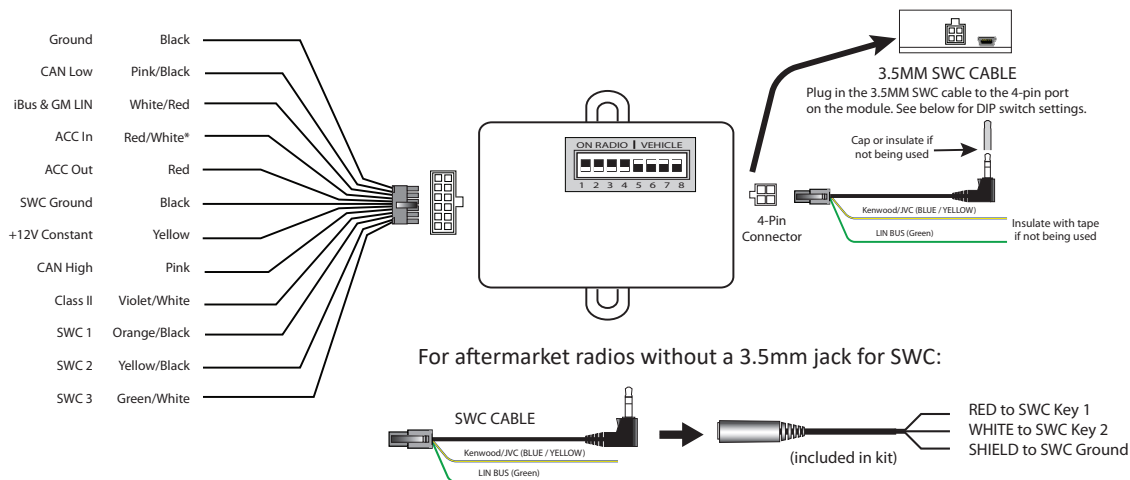 Ground Black
CAN Low Pink/Black
iBus & GM LIN White/Red
ACC In Red/White*
ACC Out Red
SWC Ground Black
+12V Constant Yellow
CAN High Pink
Class II Violet/White
SWC 1 Orange/Black
SWC 2 Yellow/Black
SWC 3 Green/White
ON RADIO | VEHICLE
1 2 3 4 5 6 7 8
4-Pin
Connector
3.5MM SWC CABLE
Plug in the 3.5MM SWC cable to the 4-pin port
on the module. See below for DIP switch settings.
Cap or insulate if
not being used
Kenwood/JVC (BLUE / YELLOW)
LIN BUS (Green)
Insulate with tape
if not being used
For aftermarket radios without a 3.5mm jack for SWC:
SWC CABLE
Kenwood/JVC (BLUE / YELLOW)
LIN BUS (Green)
(included in kit)
RED to SWC Key 1
WHITE to SWC Key 2
SHIELD to SWC Ground